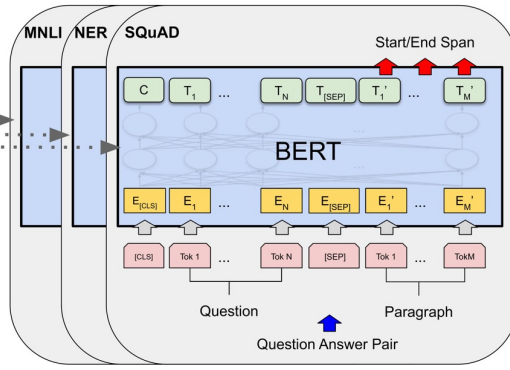 MNLI NER SQuAD
Start/End Span
C T1 ... TN T[SEP] T1' ... TM'
BERT
E[CLS] E1 ... EN E[SEP] E1' ... EM'
[CLS] Tok 1 ... Tok N [SEP] Tok 1 ... TokM
Question Paragraph
Question Answer Pair